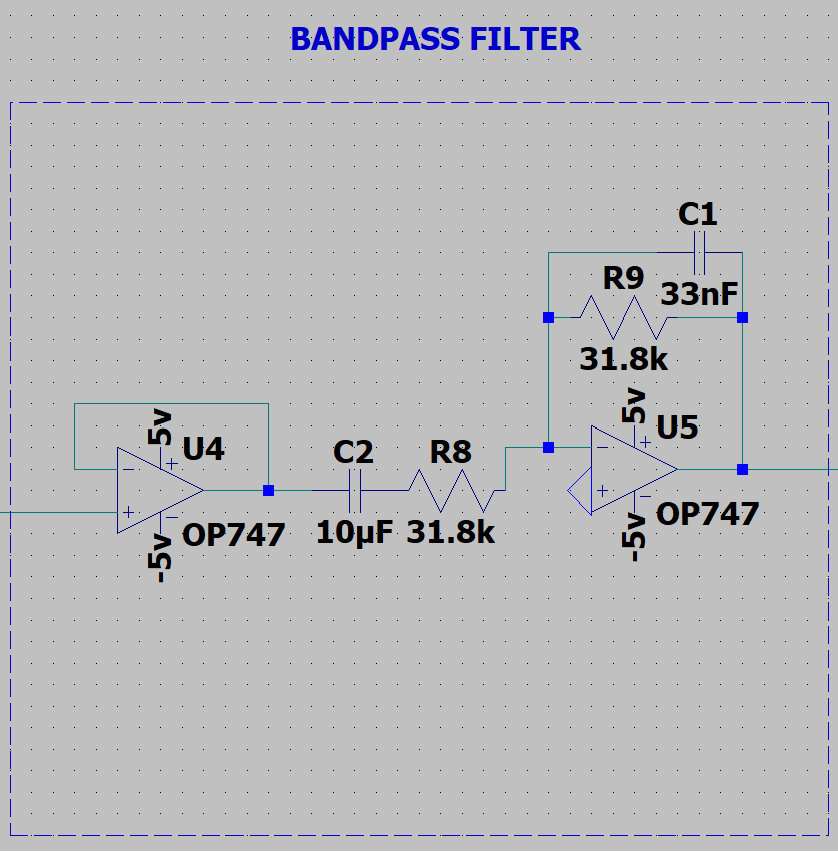 BANDPASS FILTER
C1
R9
33nF
31.8k
5v
U4
OP747
-5v
C2
10µF
R8
31.8k
5v
U5
OP747
-5v